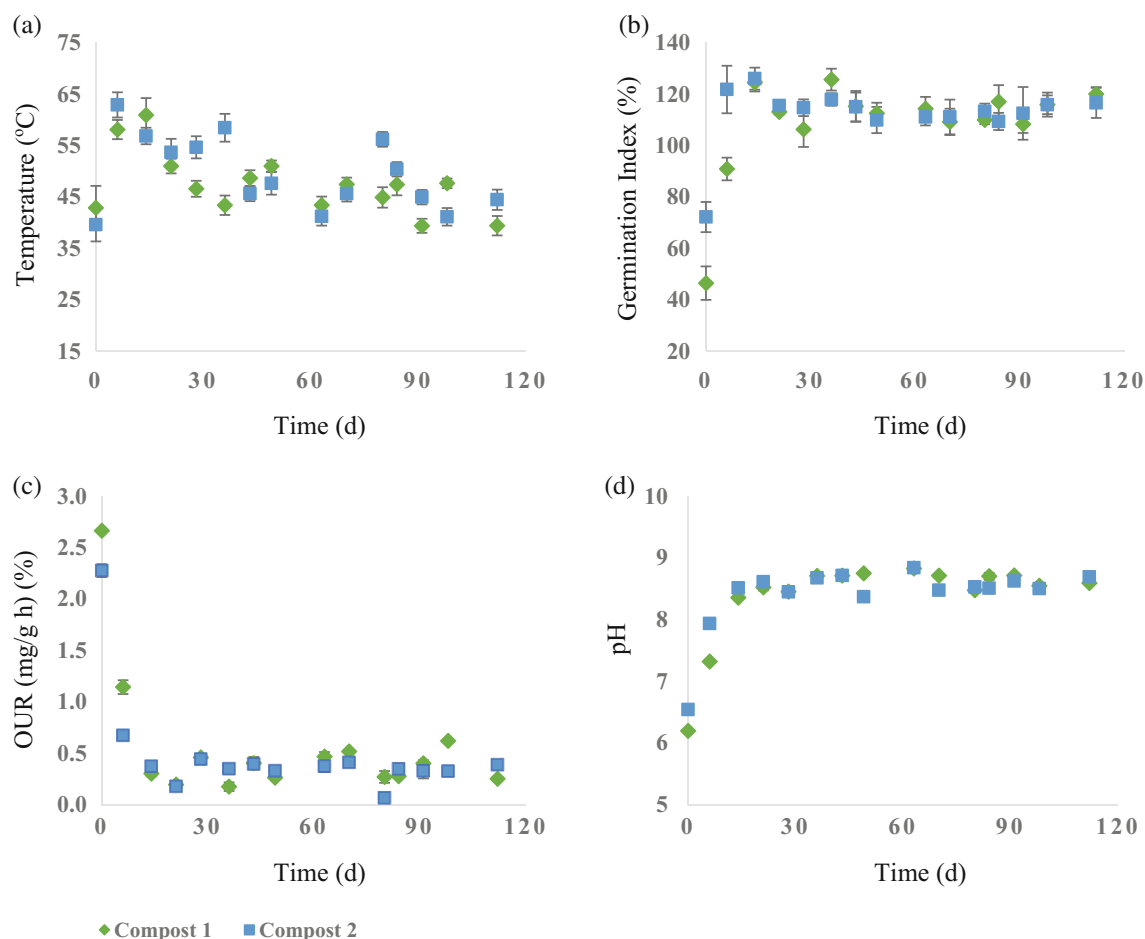 (a)
75
65
55
45
35
25
15
Temperature (ºC)
0 30 60 90 120
Time (d)
(b)
140
120
100
80
60
40
20
Germination Index (%)
0 30 60 90 120
Time (d)
(c)
3.0
2.5
2.0
1.5
1.0
0.5
0.0
OUR (mg/g h) (%)
0 30 60 90 120
Time (d)
(d)
10
9
8
7
6
5
pH
0 30 60 90 120
Time (d)
Compost 1 Compost 2